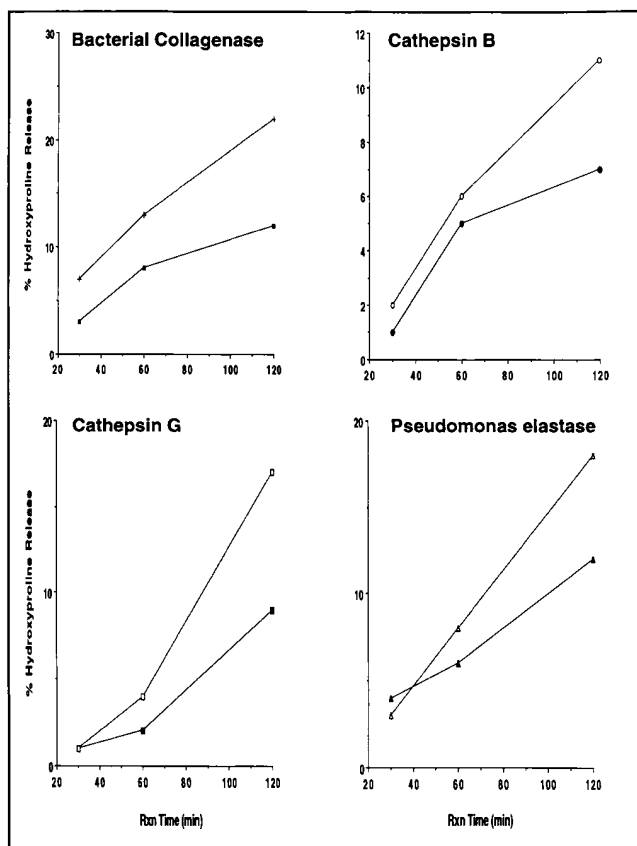 Bacterial Collagenase
Cathepsin B
% Hydroxyproline Release
30
20
10
0
20 40 60 80 100 120
12
10
8
6
4
2
0
20 40 60 80 100 120
Cathepsin G
Pseudomonas elastase
% Hydroxyproline Release
20
10
0
20 40 60 80 100 120
Rxn Time (min)
20
10
0
20 40 60 80 100 120
Rxn Time (min)